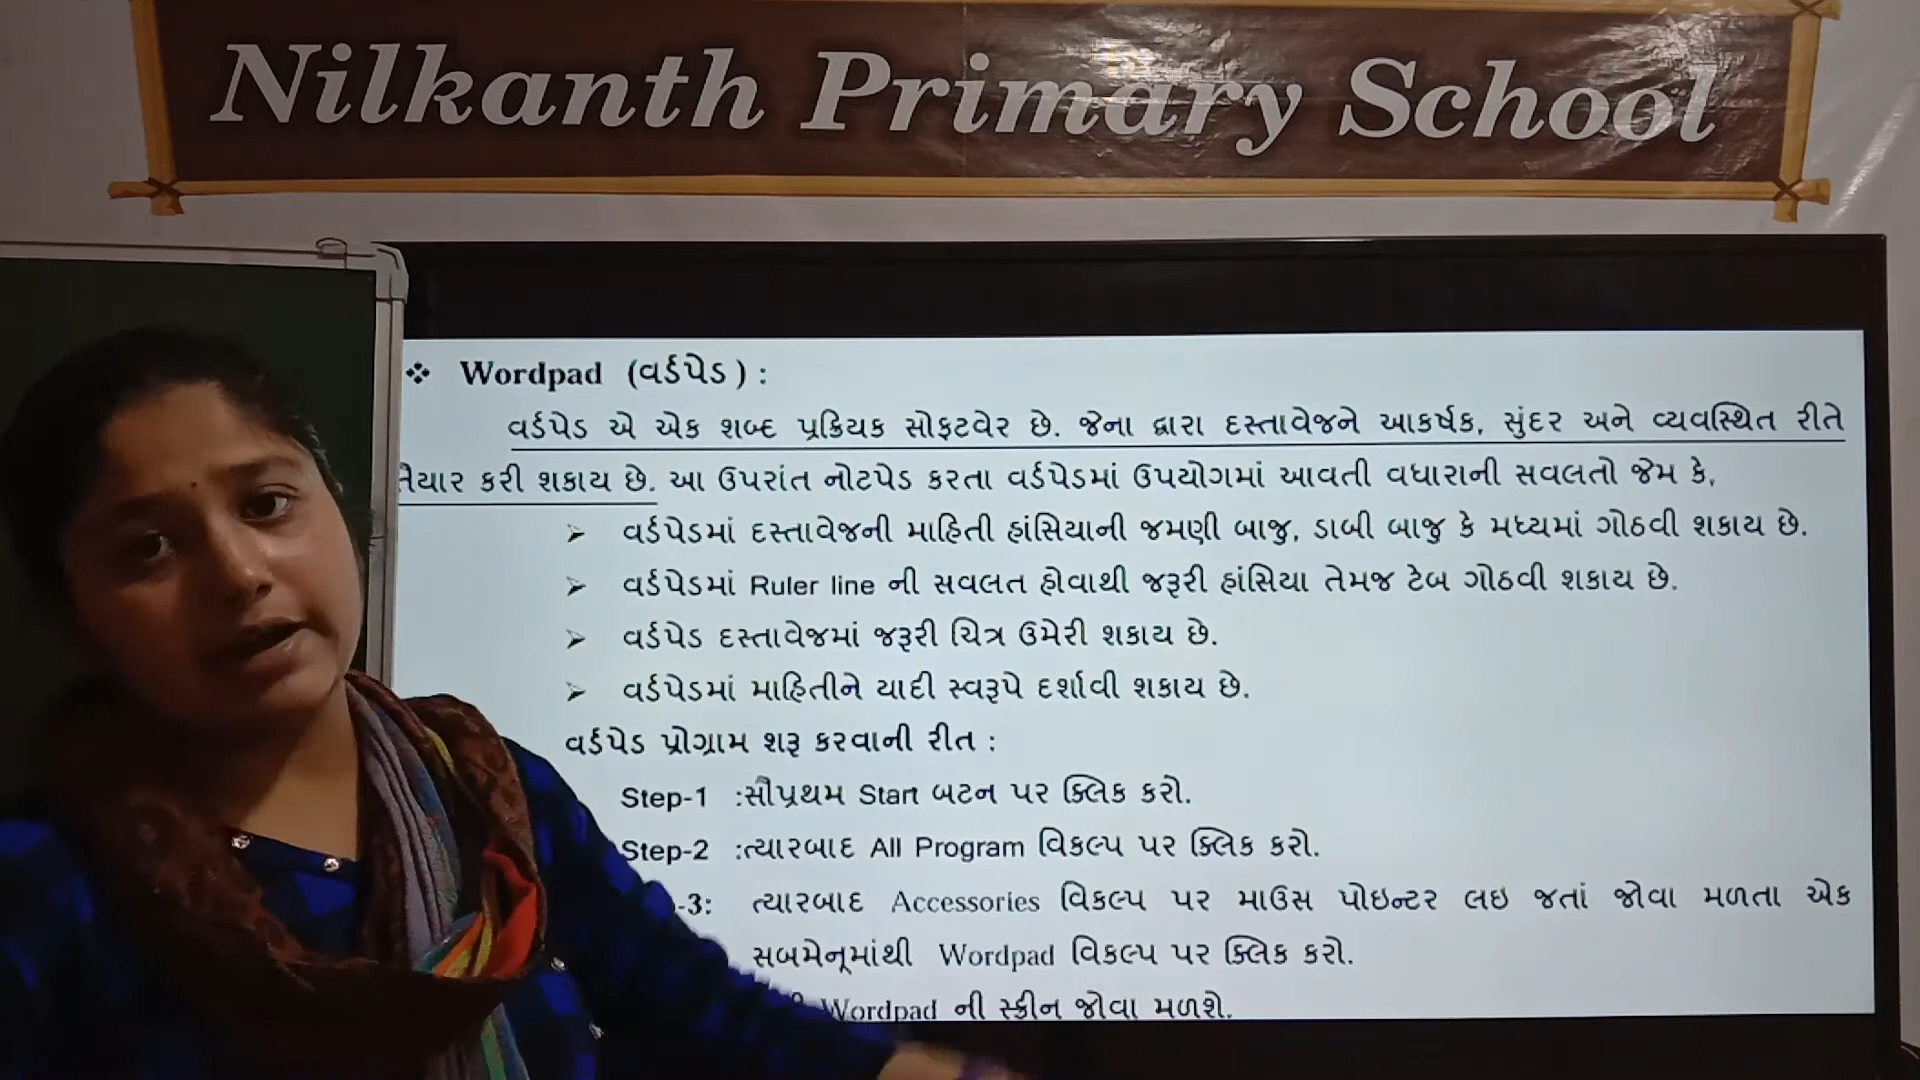 Nilkanth Primary School
❖ Wordpad (વર્ડપેડ) :
વર્ડપેડ એ એક શબ્દ પ્રક્રિયક સોફટવેર છે. જેના દ્વારા દસ્તાવેજને આકર્ષક, સુંદર અને વ્યવસ્થિત રીતે
તૈયાર કરી શકાય છે. આ ઉપરાંત નોટપેડ કરતા વર્ડપેડમાં ઉપયોગમાં આવતી વધારાની સવલતો જેમ કે,
➢ વર્ડપેડમાં દસ્તાવેજની માહિતી હાંસિયાની જમણી બાજુ, ડાબી બાજુ કે મધ્યમાં ગોઠવી શકાય છે.
➢ વર્ડપેડમાં Ruler line ની સવલત હોવાથી જરૂરી હાંસિયા તેમજ ટેબ ગોઠવી શકાય છે.
➢ વર્ડપેડ દસ્તાવેજમાં જરૂરી ચિત્ર ઉમેરી શકાય છે.
➢ વર્ડપેડમાં માહિતીને યાદી સ્વરૂપે દર્શાવી શકાય છે.
વર્ડપેડ પ્રોગ્રામ શરૂ કરવાની રીત :
Step-1 :સૌપ્રથમ Start બટન પર ક્લિક કરો.
Step-2 :ત્યારબાદ All Program વિકલ્પ પર ક્લિક કરો.
-3: ત્યારબાદ Accessories વિકલ્પ પર માઉસ પોઇન્ટર લઇ જતાં જોવા મળતા એક
સબમેનૂમાંથી Wordpad વિકલ્પ પર ક્લિક કરો.
Wordpad ની સ્ક્રીન જોવા મળશે.